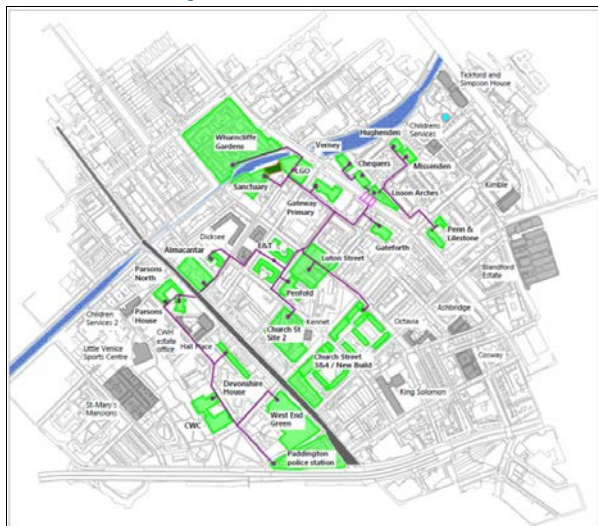 Tickford and
Simpson House
Hughenden
Childrens
Services
Verney
Wharncliffe
Gardens
Chequers
Missenden
LGO
Sanctuary
Lisson Arches
Kemble
Gateway
Primary
Penn &
Lilestone
Dicksee
E&T
Gateforth
Almacantar
Luton Street
Blandford
Estate
Parsons
North
Penfold
Parsons
House
Ashbridge
Children
Services 2
CWH
estate
office
Hall Place
Church St
Site 2
Kennet
Octavia
Little Venice
Sports Centre
Church Street
3&4 / New Build
Cosway
Devonshire
House
King Solomon
St-Mary's
Mansions
West End
Green
CWC
Paddington
police station